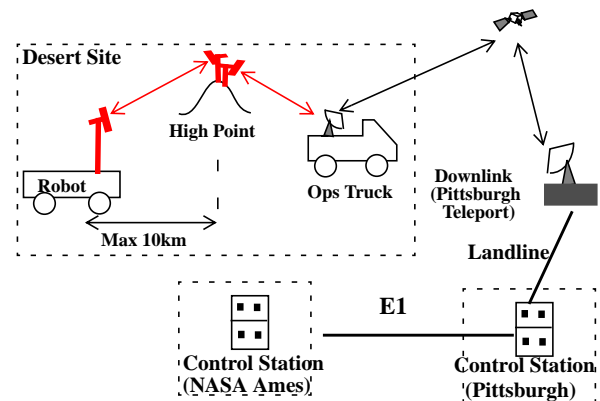 Desert Site
High Point
Robot
Ops Truck
Max 10km
Downlink
(Pittsburgh
Teleport)
Landline
E1
Control Station
(NASA Ames)
Control Station
(Pittsburgh)